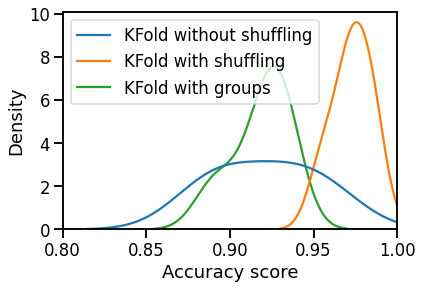 10
8
6
4
2
0
Density
KFold without shuffling
KFold with shuffling
KFold with groups
0.80 0.85 0.90 0.95 1.00
Accuracy score